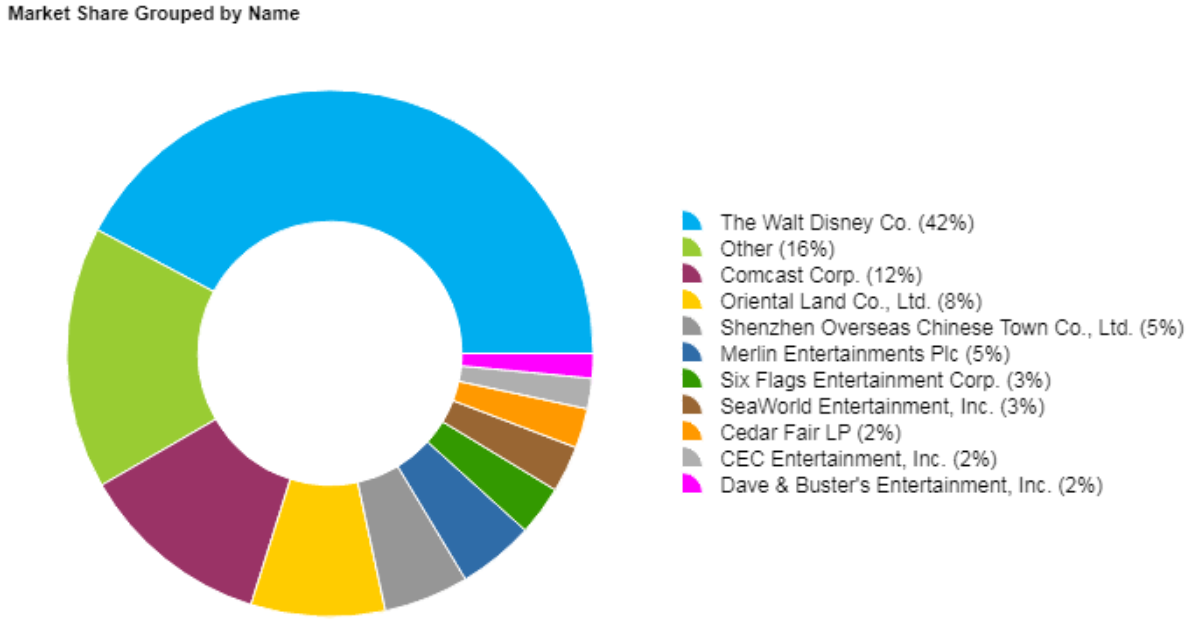 Market Share Grouped by Name
The Walt Disney Co. (42%)
Other (16%)
Comcast Corp. (12%)
Oriental Land Co., Ltd. (8%)
Shenzhen Overseas Chinese Town Co., Ltd. (5%)
Merlin Entertainments Plc (5%)
Six Flags Entertainment Corp. (3%)
SeaWorld Entertainment, Inc. (3%)
Cedar Fair LP (2%)
CEC Entertainment, Inc. (2%)
Dave & Buster's Entertainment, Inc. (2%)